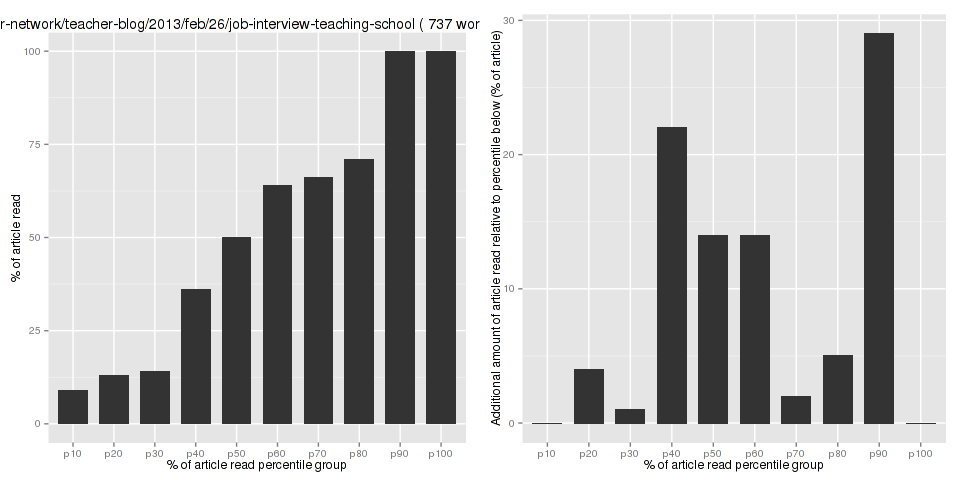 r-network/teacher-blog/2013/feb/26/job-interview-teaching-school ( 737 wor
100
75
50
25
0
% of article read
p10 p20 p30 p40 p50 p60 p70 p80 p90 p100
% of article read percentile group
30
20
10
0
Additional amount of article read relative to percentile below (% of article)
p10 p20 p30 p40 p50 p60 p70 p80 p90 p100
% of article read percentile group